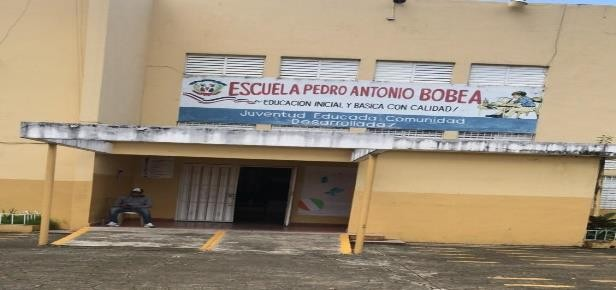 ESCUELA PEDRO ANTONIO BOBEA
EDUCACION INICIAL Y BASICA CON CALIDAD/
Juventud Educada Comunidad
Desarrollada/